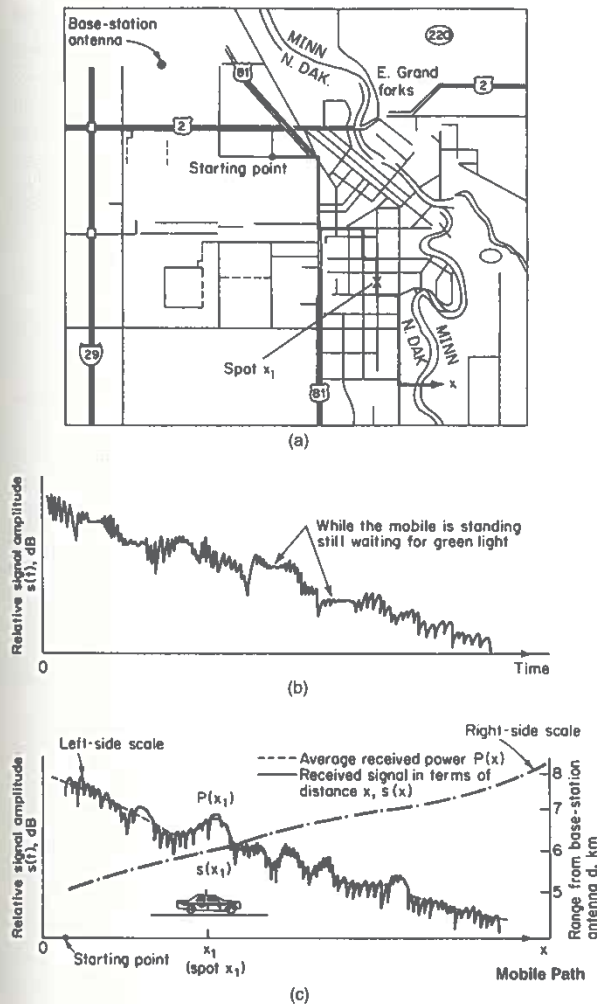 Base-station
antenna
220
MINN
N. DAK.
E. Grand
forks
81
2
2
Starting point
Spot x₁
29
MINN
N. DAK
81
x
(a)
Relative signal amplitude
s(t), dB
While the mobile is standing
still waiting for green light
0
Time
(b)
Right-side scale
Left-side scale
Average received power P(x)
Received signal in terms of
distance x, s(x)
P(x₁)
s(x₁)
Relative signal amplitude
s(t), dB
8
7
6
5
Range from base-station
antenna d, km
0
x₁
x
Starting point
(spot x₁)
Mobile Path
(c)